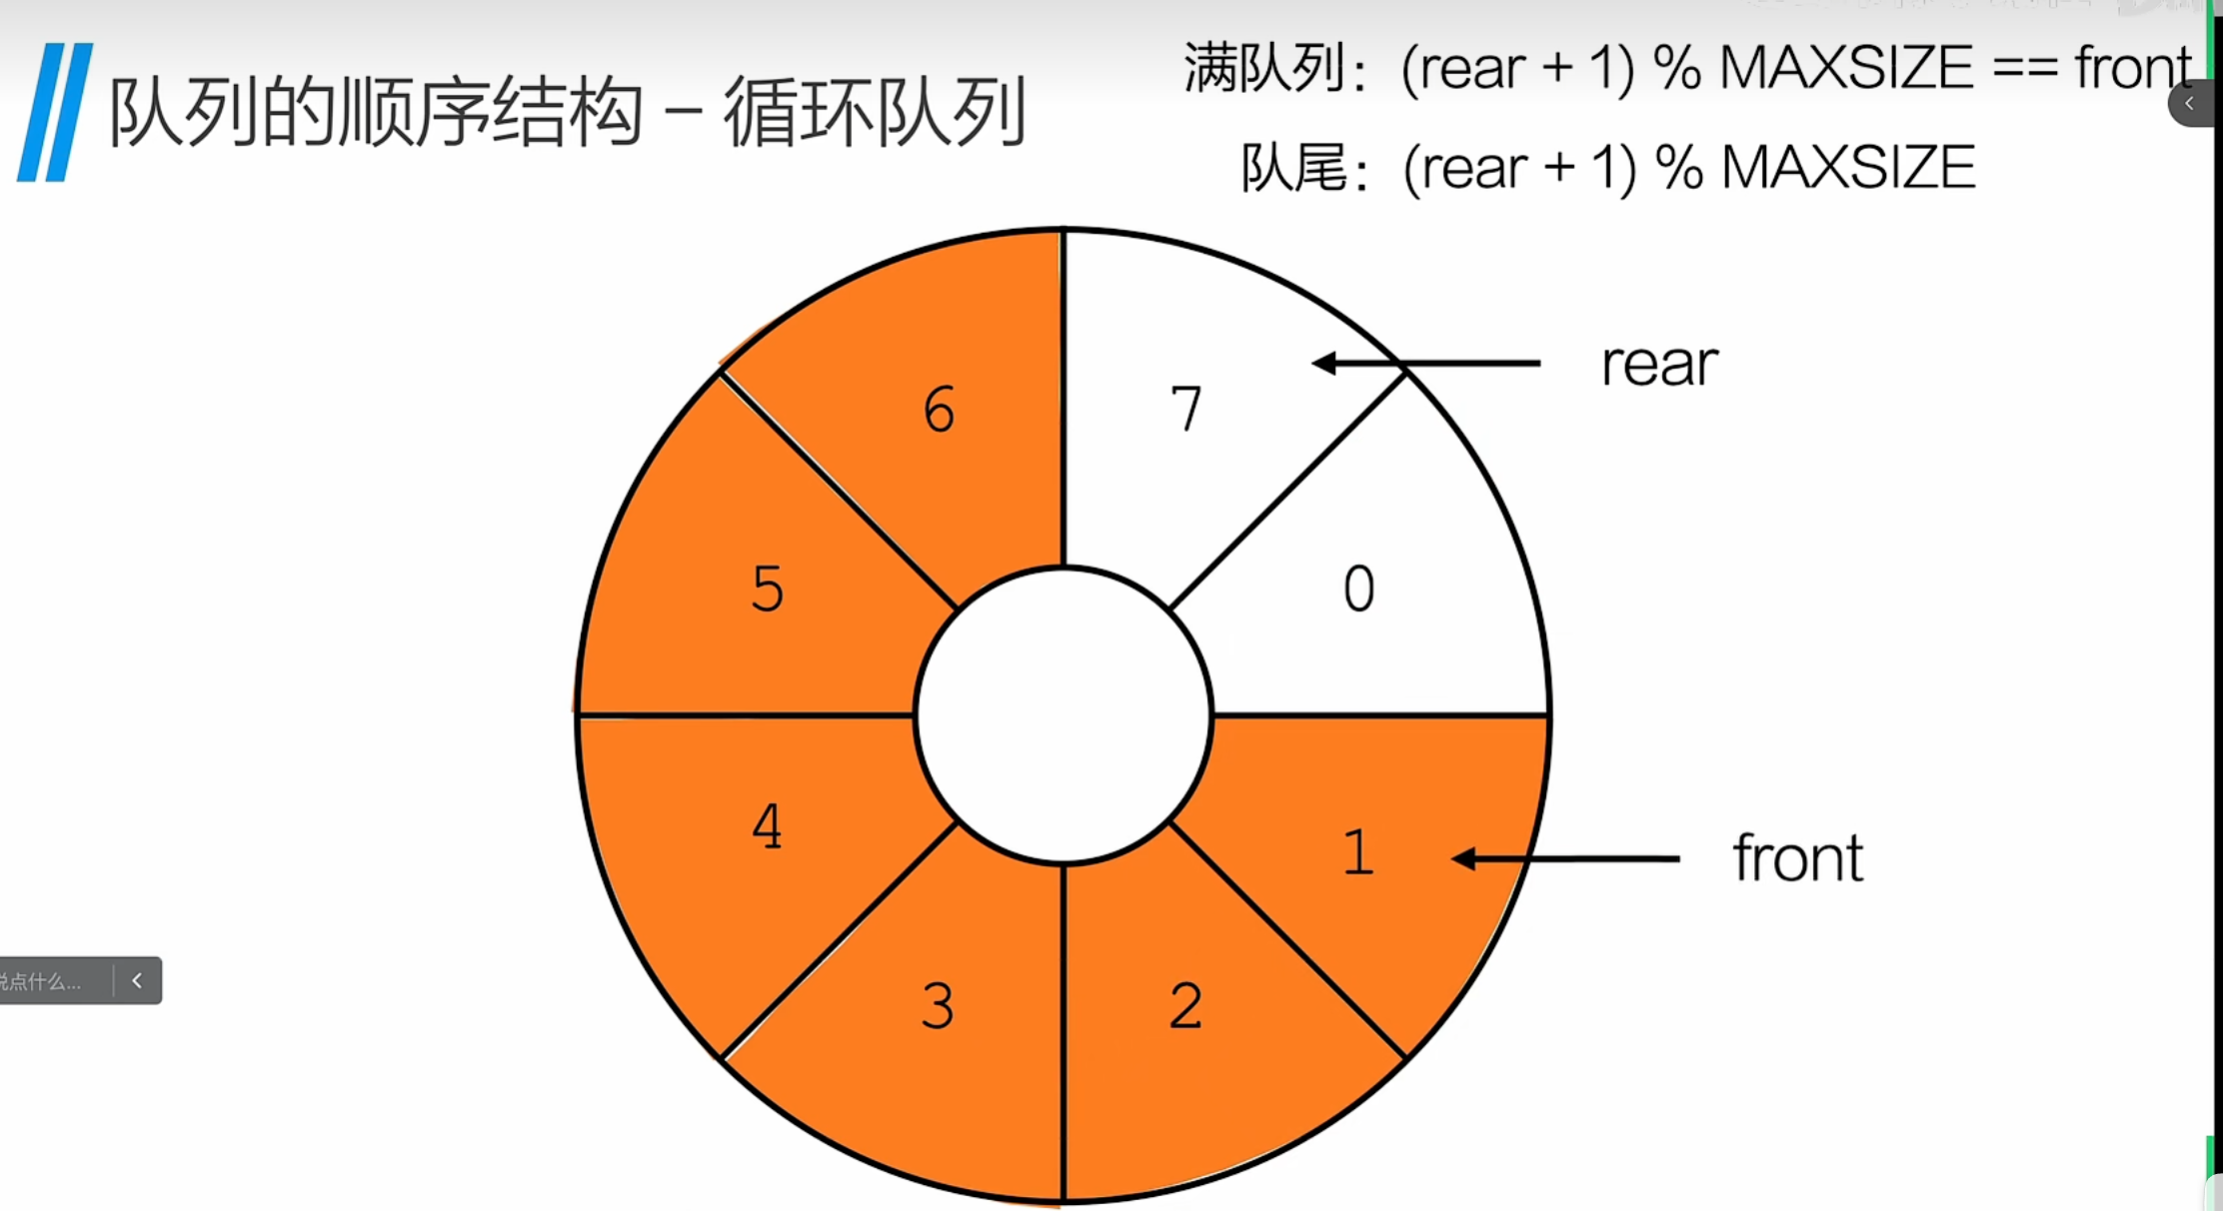 队列的顺序结构 – 循环队列
满队列：(rear + 1) % MAXSIZE == front
队尾：(rear + 1) % MAXSIZE
6
7
rear
5
0
4
1
front
3
2
说点什么...